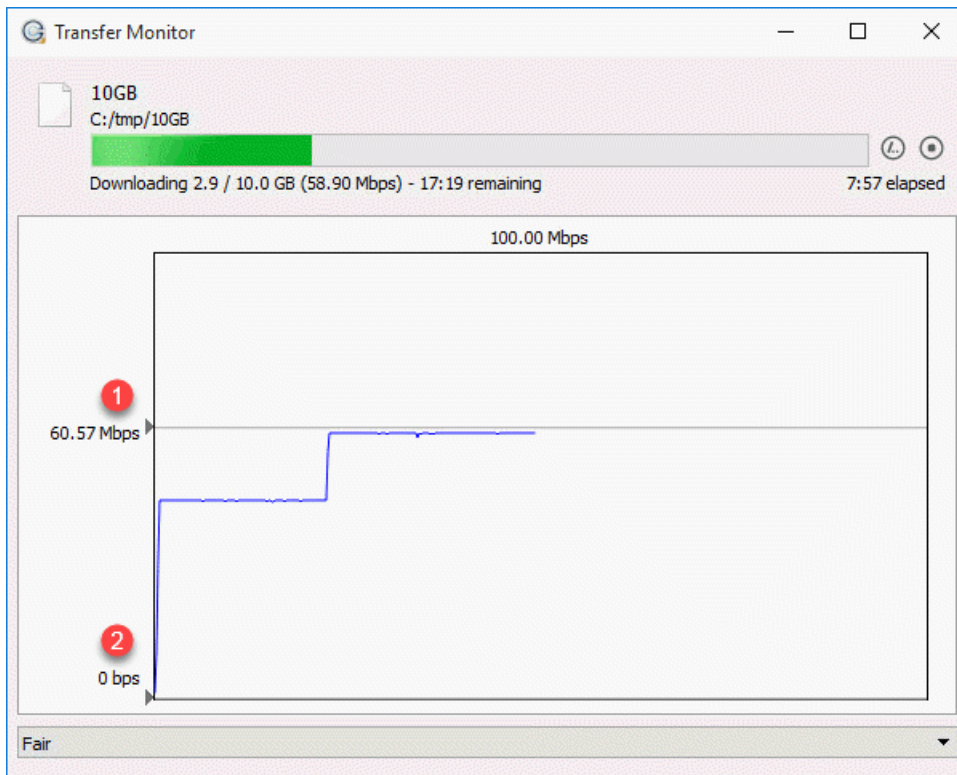 Transfer Monitor
10GB
C:/tmp/10GB
Downloading 2.9 / 10.0 GB (58.90 Mbps) - 17:19 remaining
7:57 elapsed
100.00 Mbps
1
60.57 Mbps
2
0 bps
Fair